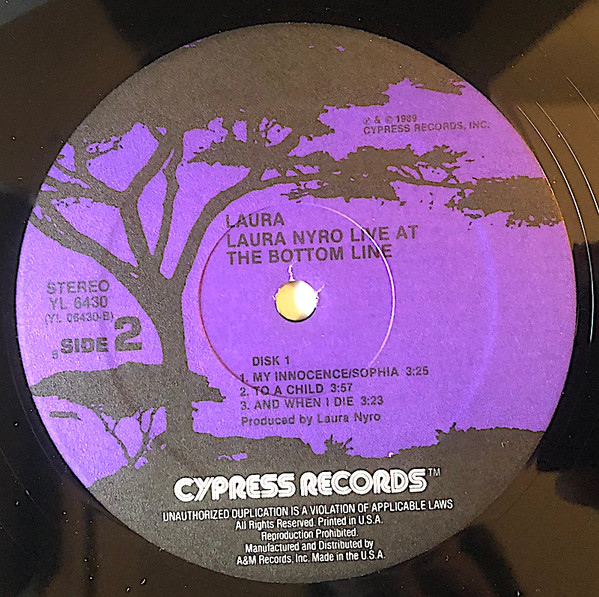 ℗ & © 1989
CYPRESS RECORDS, INC.
LAURA
LAURA NYRO LIVE AT
THE BOTTOM LINE
STEREO
YL 6430
(YL 06430-B)
SIDE 2
DISK 1
1. MY INNOCENCE/SOPHIA 3:25
2. TO A CHILD 3:57
3. AND WHEN I DIE 3:23
Produced by Laura Nyro
CYPRESS RECORDS™
UNAUTHORIZED DUPLICATION IS A VIOLATION OF APPLICABLE LAWS
All Rights Reserved. Printed in U.S.A.
Reproduction Prohibited.
Manufactured and Distributed by
A&M Records, Inc. Made in the U.S.A.